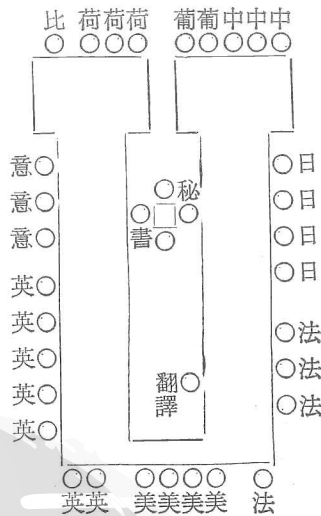 比 荷荷荷 葡葡中中中
意
意
意
英
英
英
英
英
秘
書
翻
譯
日
日
日
日
法
法
法
英英 美美美美 法